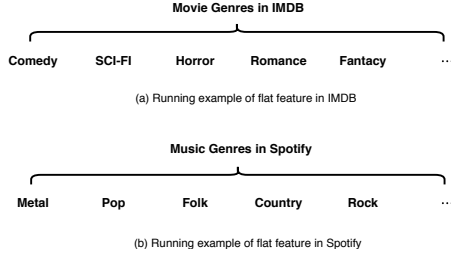 Movie Genres in IMDB
Comedy SCI-FI Horror Romance Fantacy ...
(a) Running example of flat feature in IMDB
Music Genres in Spotify
Metal Pop Folk Country Rock ...
(b) Running example of flat feature in Spotify